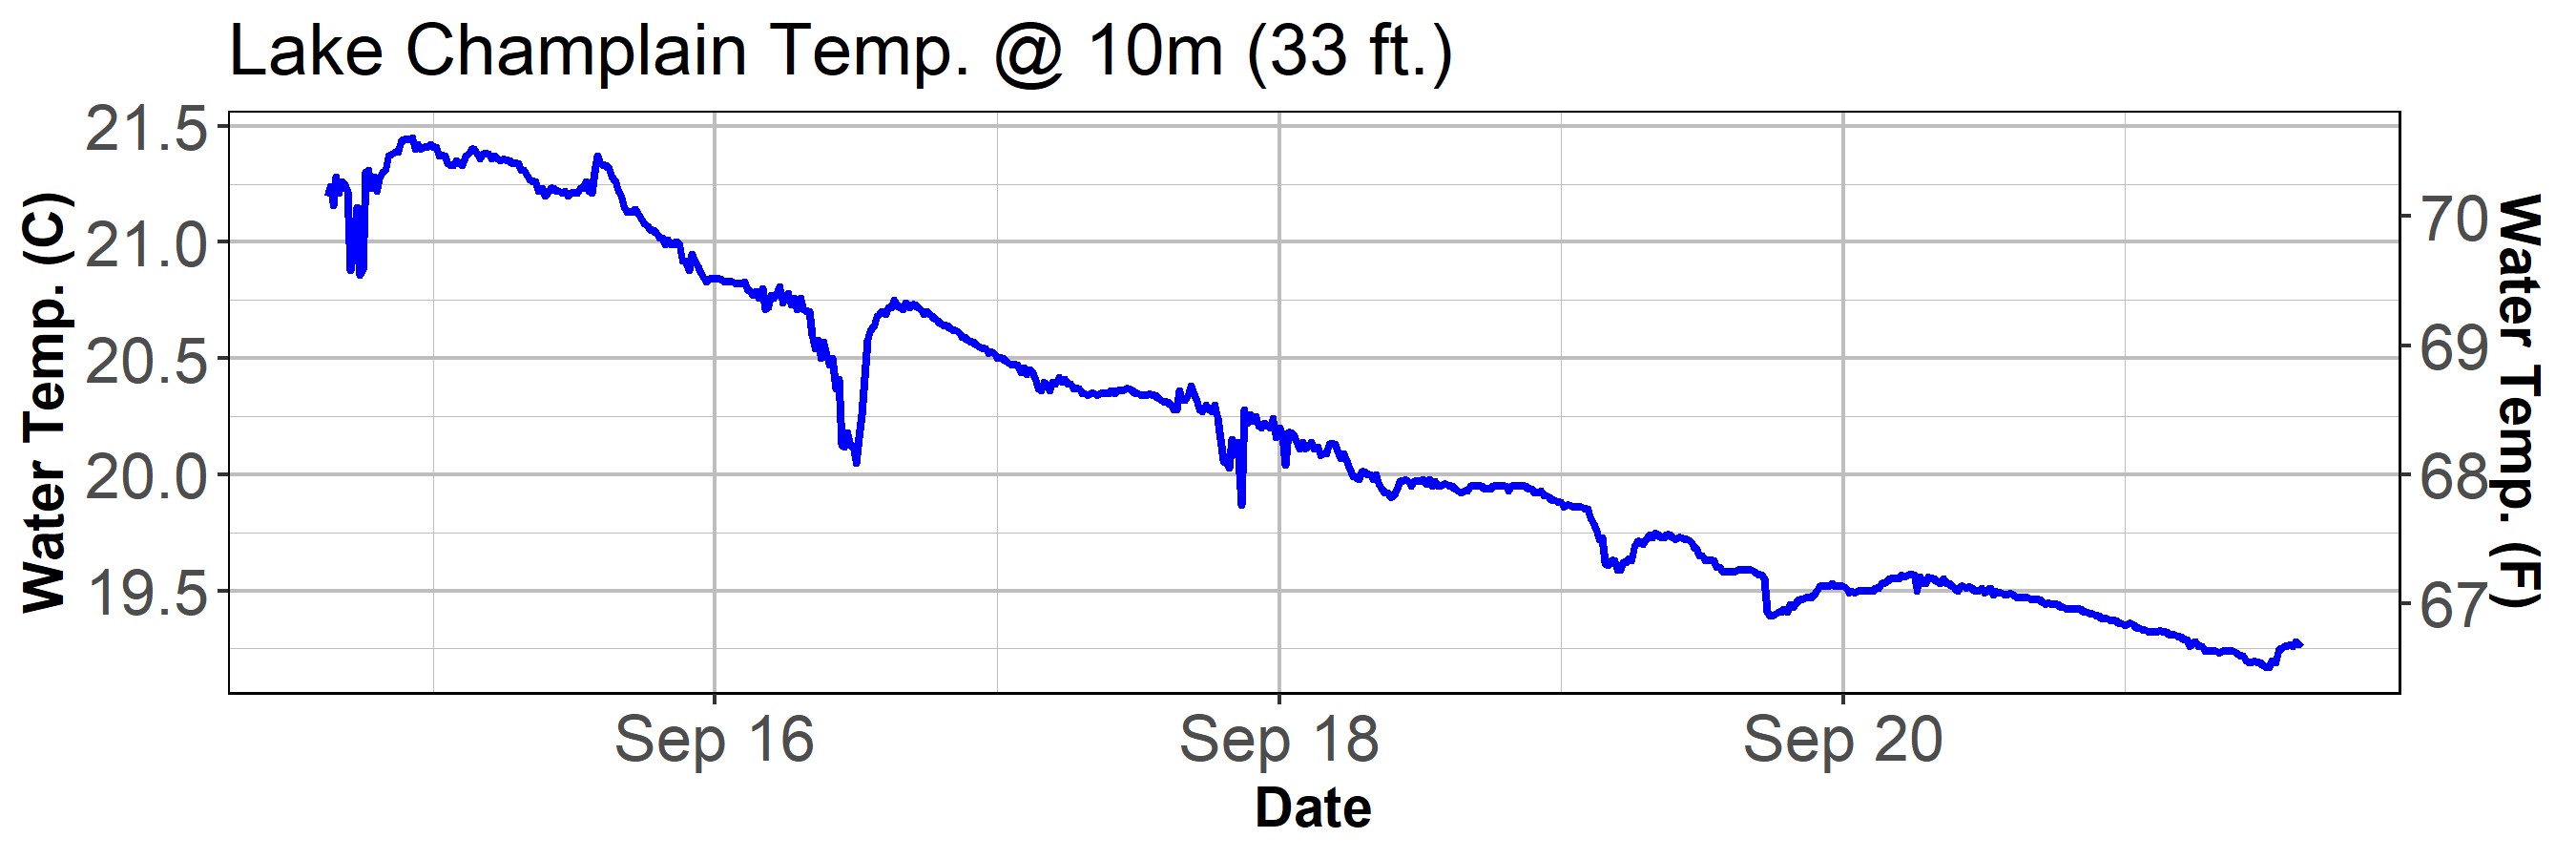 Lake Champlain Temp. @ 10m (33 ft.)
Water Temp. (C)
21.5
21.0
20.5
20.0
19.5
70
69
68
67
Water Temp. (F)
Sep 16
Sep 18
Sep 20
Date